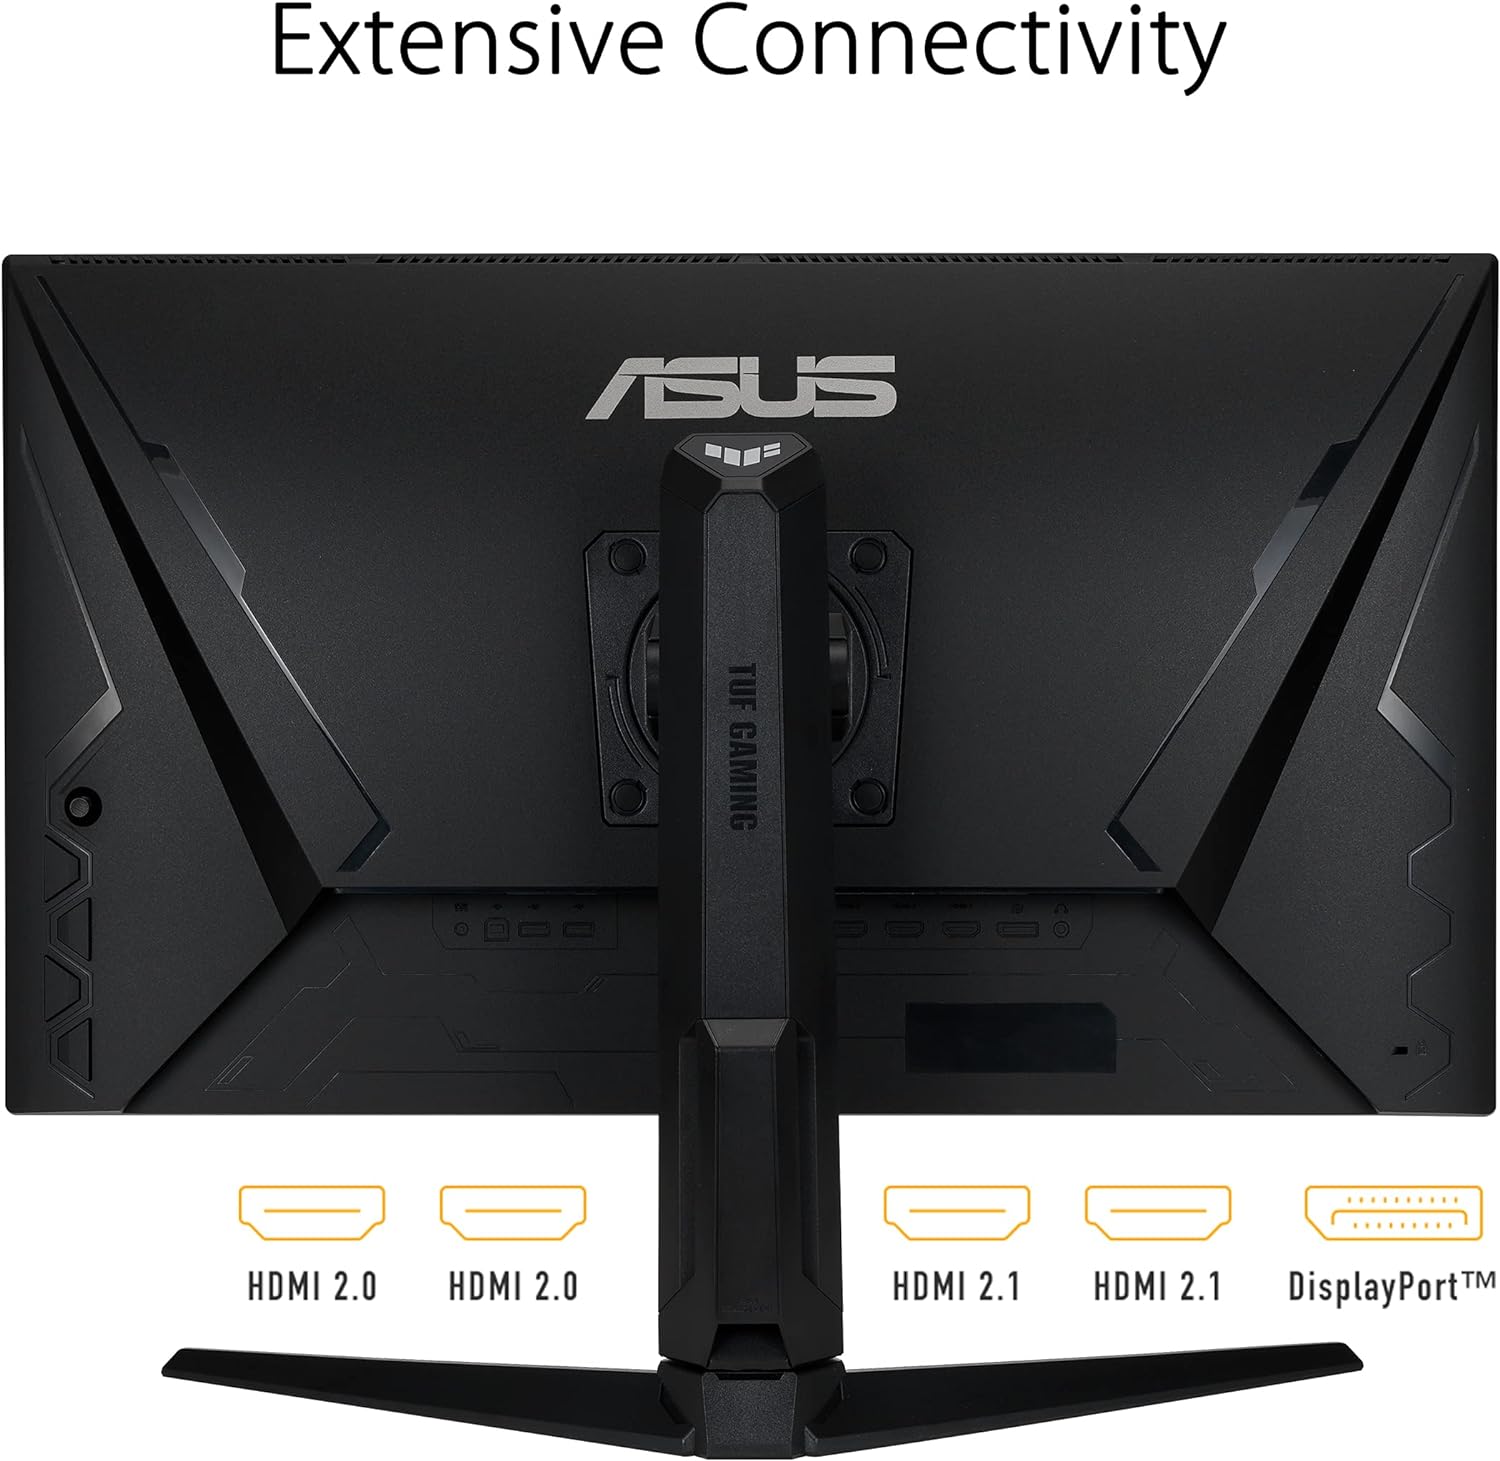 Extensive Connectivity
ASUS
TUF GAMING
HDMI 2.0
HDMI 2.0
HDMI 2.1
HDMI 2.1
DisplayPort™